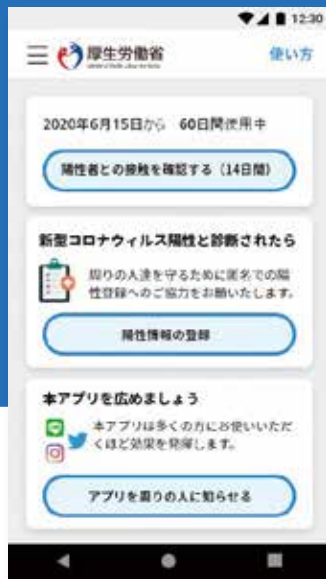 12:30
厚生労働省
使い方
2020年6月15日から 60日間使用中
陽性者との接触を確認する（14日間）
新型コロナウィルス陽性と診断されたら
周りの人達を守るために匿名での陽
性登録へのご協力をお願いたします。
陽性情報の登録
本アプリを広めましょう
本アプリは多くの方にお使いいただ
くほど効果を発揮します。
アプリを周りの人に知らせる